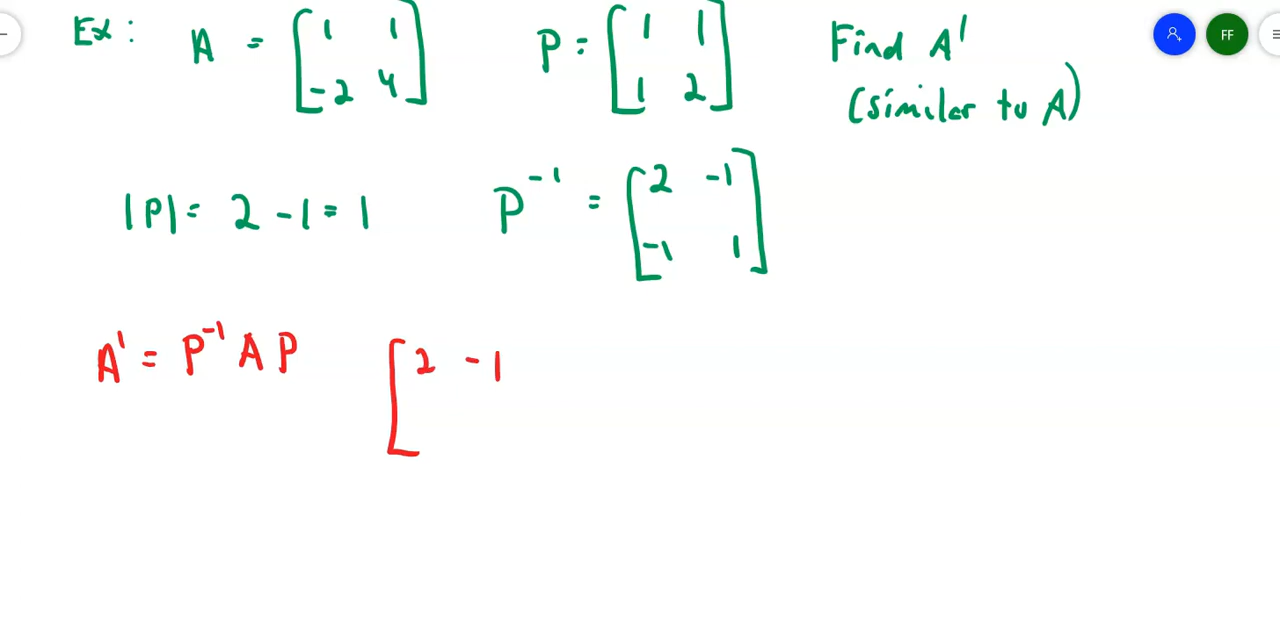 Ex: A = [1 1; -2 4] P = [1 1; 1 2] Find A'
(similar to A)
|P| = 2 - 1 = 1 P^-1 = [2 -1; -1 1]
A' = P^-1 A P [2 -1
FF